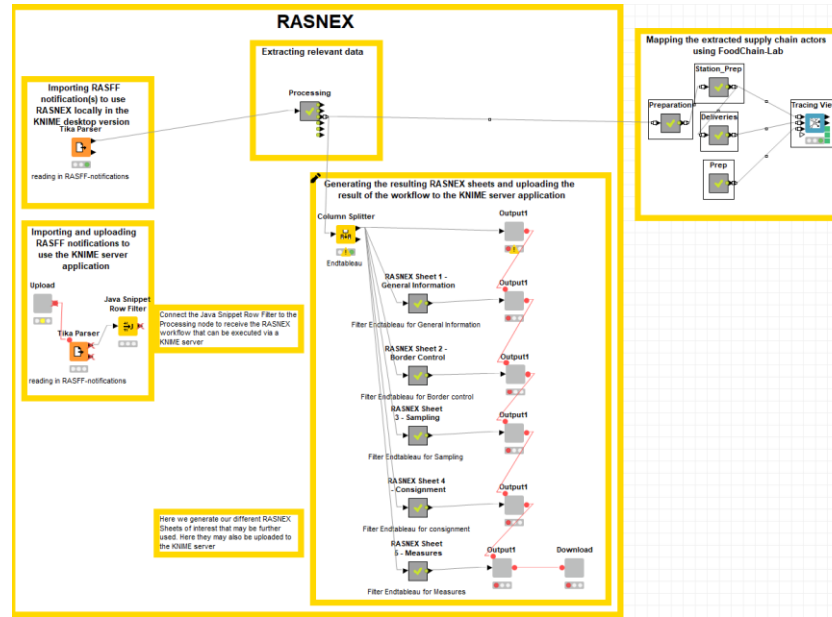 RASNEX
Extracting relevant data
Processing
Importing RASFF
notification(s) to use
RASNEX locally in the
KNIME desktop version
Tika Parser
reading in RASFF-notifications
Importing and uploading
RASFF notifications to
use the KNIME server
application
Upload
Java Snippet
Row Filter
Tika Parser
reading in RASFF-notifications
Connect the Java Snippet Row Filter to the
Processing node to receive the RASNEX
workflow that can be executed via a
KNIME server
Here we generate our different RASNEX
Sheets of interest that may be further
used. Here they may also be uploaded to
the KNIME server
Generating the resulting RASNEX sheets and uploading the
result of the workflow to the KNIME server application
Column Splitter
Endtableau
Output1
RASNEX Sheet 1 -
General Information
Filter Endtableau for General Information
Output1
RASNEX Sheet 2 -
Border Control
Filter Endtableau for Border control
Output1
RASNEX Sheet
3 - Sampling
Filter Endtableau for Sampling
Output1
RASNEX Sheet 4
- Consignment
Filter Endtableau for consignment
Output1
RASNEX Sheet
5 - Measures
Filter Endtableau for Measures
Output1
Download
Mapping the extracted supply chain actors
using FoodChain-Lab
Station_Prep
Preparation
Deliveries
Prep
Tracing View